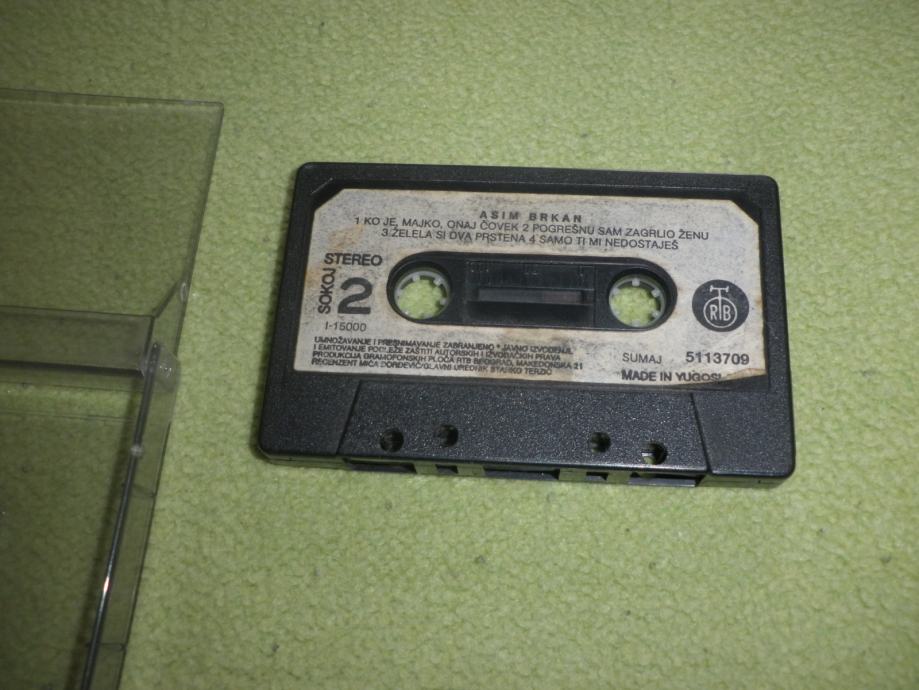 ASIM BRKAN
1 KO JE, MAJKO, ONAJ ČOVEK 2 POGREŠNU SAM ZAGRLIO ŽENU
3.ŽELELA SI DVA PRSTENA 4 SAMO TI MI NEDOSTAJEŠ
STEREO
SOKOJ
2
I-15000
RTB
UMNOŽAVANJE I PRESNIMAVANJE ZABRANJENO • JAVNO IZVOĐENJE
I EMITOVANJE PODLEŽE ZAŠTITI AUTORSKIH I IZVOĐAČKIH PRAVA
PRODUKCIJA GRAMOFONSKIH PLOČA RTB BEOGRAD, MAKEDONSKA 21
RECENZENT MIĆA ĐORĐEVIĆ/GLAVNI UREDNIK STANKO TERZIĆ
SUMAJ 5113709
MADE IN YUGOSL